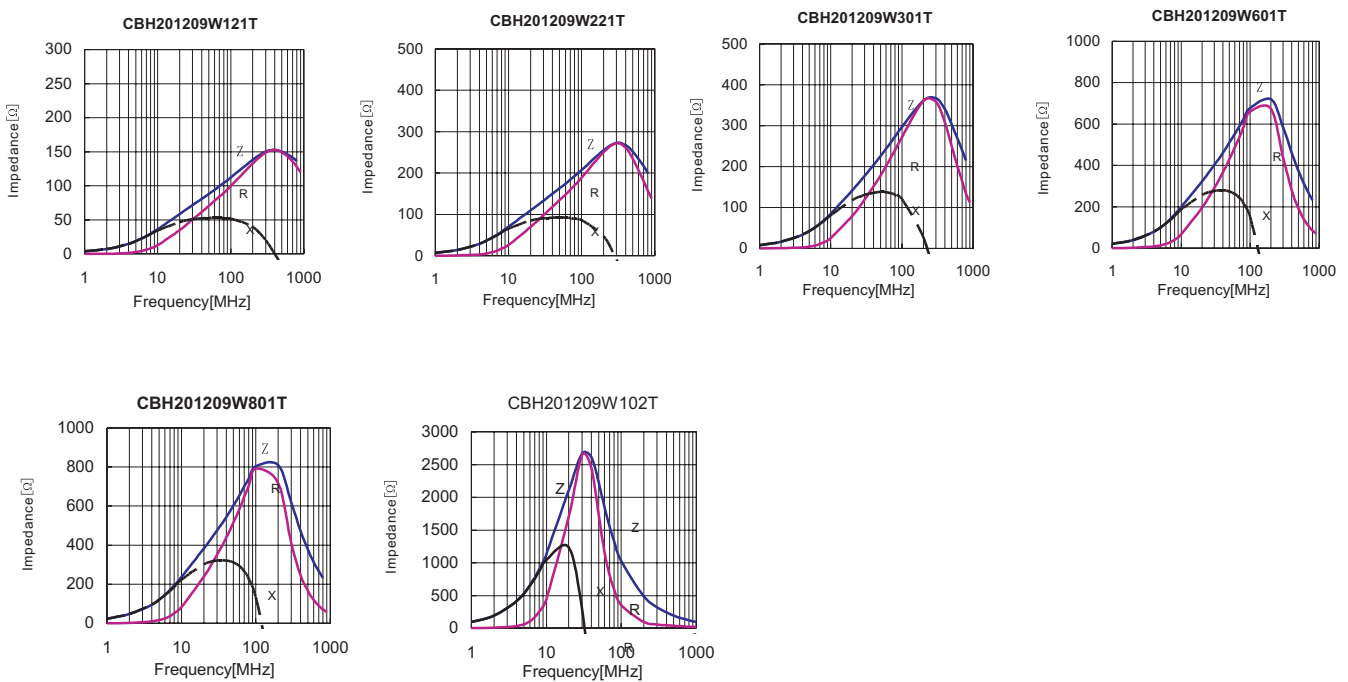 CBH201209W121T
Impedance[Ω]
300
250
200
150
100
50
0
Z
R
X
1 10 100 1000
Frequency[MHz]
CBH201209W221T
Impedance[Ω]
500
400
300
200
100
0
Z
R
X
1 10 100 1000
Frequency[MHz]
CBH201209W301T
Impedance[Ω]
500
400
300
200
100
0
Z
R
X
1 10 100 1000
Frequency[MHz]
CBH201209W601T
Impedance[Ω]
1000
800
600
400
200
0
Z
R
X
1 10 100 1000
Frequency[MHz]
CBH201209W801T
Impedance[Ω]
1000
800
600
400
200
0
Z
R
X
1 10 100 1000
Frequency[MHz]
CBH201209W102T
Impedance[Ω]
3000
2500
2000
1500
1000
500
0
Z
Z
X
R
R
1 10 100 1000
Frequency[MHz]